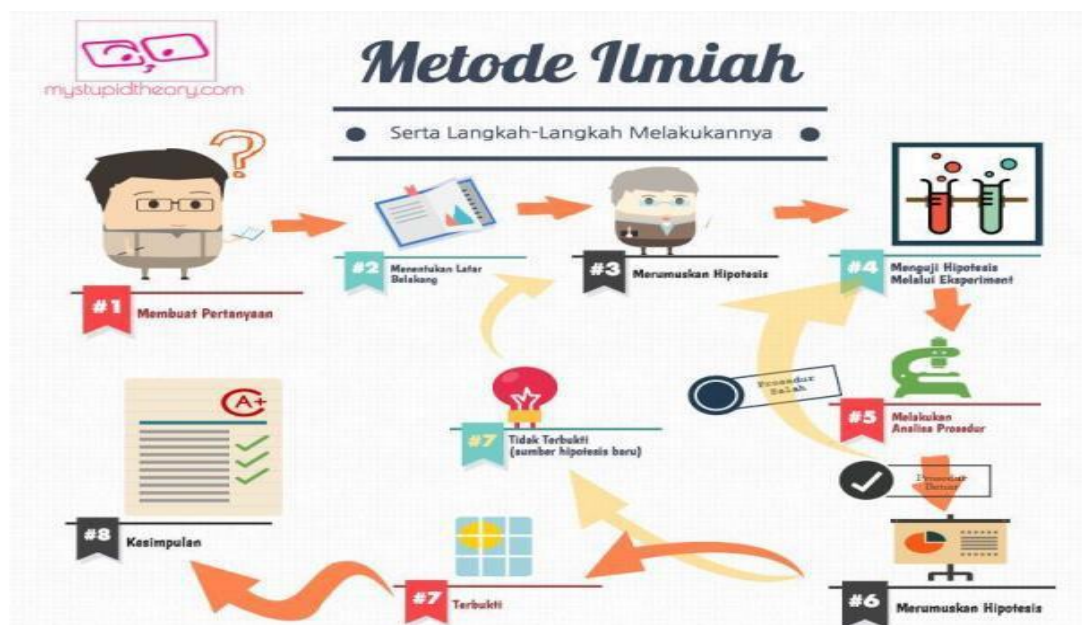 mystupidtheory.com
Metode Ilmiah
Serta Langkah-Langkah Melakukannya
#1
Membuat Pertanyaan
#2
Menentukan Latar
Belakang
#3
Merumuskan Hipotesis
#4
Menguji Hipotesis
Melalui Eksperiment
Prosedur
Salah
#5
Melakukan
Analisa Prosedur
Prosedur
Benar
#6
Merumuskan Hipotesis
#7
Tidak Terbukti
(sumber hipotesis baru)
#7
Terbukti
A+
#8
Kesimpulan